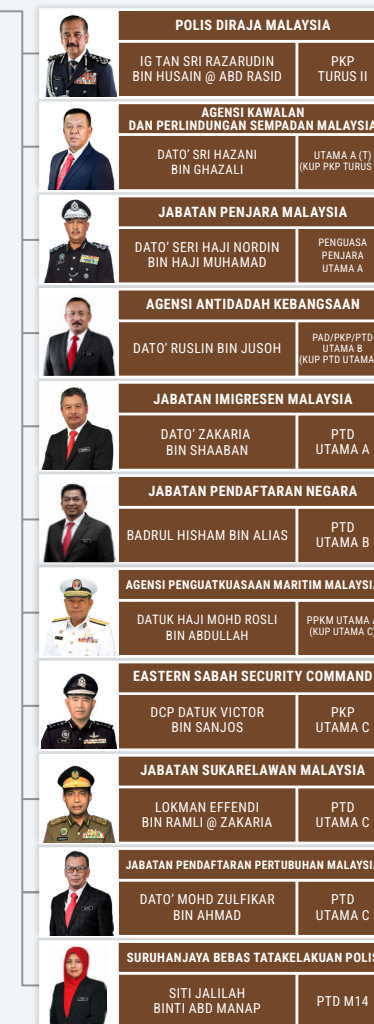 POLIS DIRAJA MALAYSIA
IG TAN SRI RAZARUDIN
BIN HUSAIN @ ABD RASID
PKP
TURUS II
AGENSI KAWALAN
DAN PERLINDUNGAN SEMPADAN MALAYSIA
DATO' SRI HAZANI
BIN GHAZALI
UTAMA A (T)
(KUP PKP TURUS
JABATAN PENJARA MALAYSIA
DATO' SERI HAJI NORDIN
BIN HAJI MUHAMAD
PENGUASA
PENJARA
UTAMA A
AGENSI ANTIDADAH KEBANGSAAN
DATO' RUSLIN BIN JUSOH
PAD/PKP/PTD
UTAMA B
(KUP PTD UTAMA
JABATAN IMIGRESEN MALAYSIA
DATO' ZAKARIA
BIN SHAABAN
PTD
UTAMA A
JABATAN PENDAFTARAN NEGARA
BADRUL HISHAM BIN ALIAS
PTD
UTAMA B
AGENSI PENGUATKUASAAN MARITIM MALAYSIA
DATUK HAJI MOHD ROSLI
BIN ABDULLAH
PPKM UTAMA A
(KUP UTAMA C)
EASTERN SABAH SECURITY COMMAND
DCP DATUK VICTOR
BIN SANJOS
PKP
UTAMA C
JABATAN SUKARELAWAN MALAYSIA
LOKMAN EFFENDI
BIN RAMLI @ ZAKARIA
PTD
UTAMA C
JABATAN PENDAFTARAN PERTUBUHAN MALAYSIA
DATO' MOHD ZULFIKAR
BIN AHMAD
PTD
UTAMA C
SURUHANJAYA BEBAS TATAKELAKUAN POLIS
SITI JALILAH
BINTI ABD MANAP
PTD M14